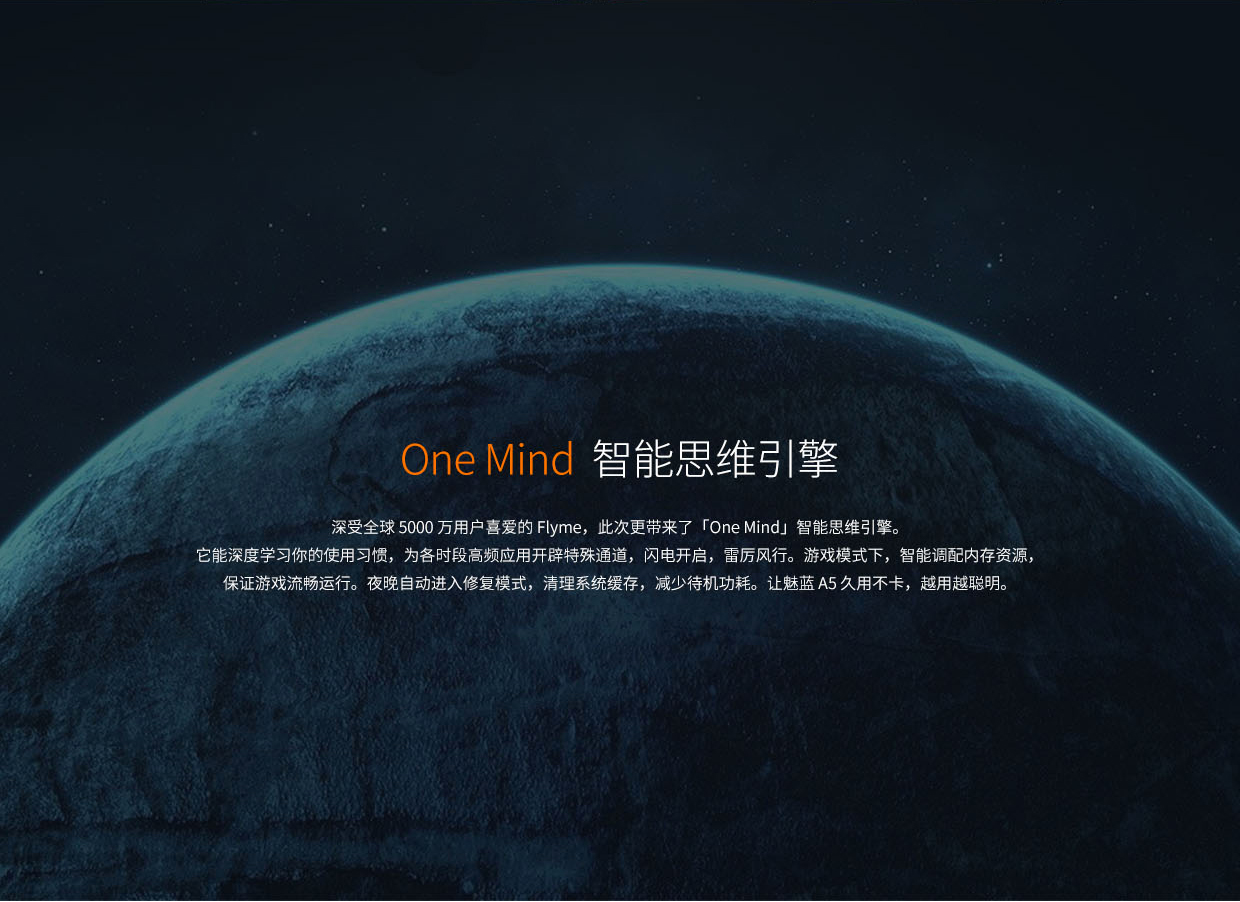 One Mind 智能思维引擎
深受全球 5000 万用户喜爱的 Flyme，此次更带来了「One Mind」智能思维引擎。
它能深度学习你的使用习惯，为各时段高频应用开辟特殊通道，闪电开启，雷厉风行。游戏模式下，智能调配内存资源，
保证游戏流畅运行。夜晚自动进入修复模式，清理系统缓存，减少待机功耗。让魅蓝 A5 久用不卡，越用越聪明。